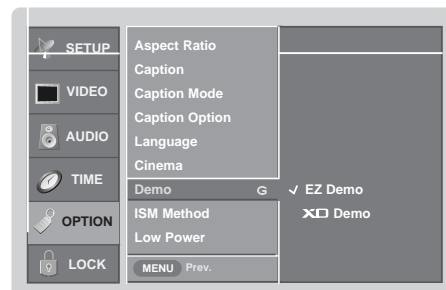 SETUP
VIDEO
AUDIO
TIME
OPTION
LOCK
Aspect Ratio
Caption
Caption Mode
Caption Option
Language
Cinema
Demo G
ISM Method
Low Power
MENU Prev.
✓ EZ Demo
XD Demo